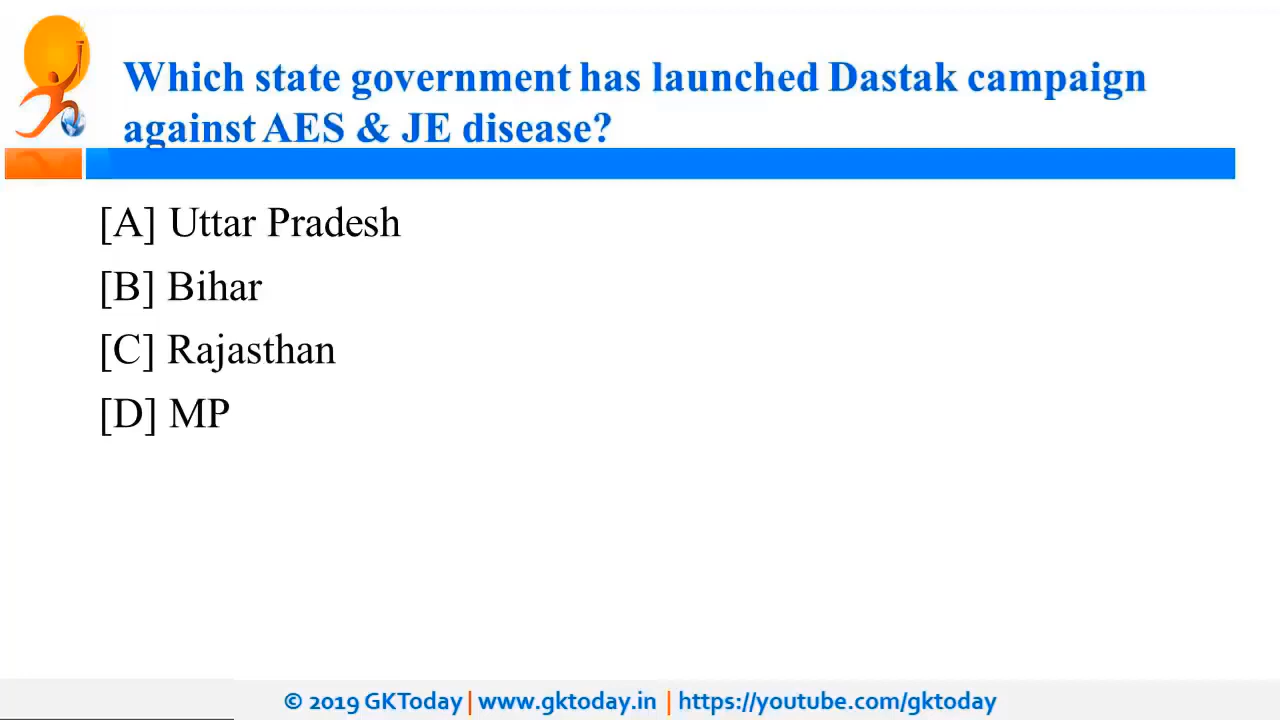 Which state government has launched Dastak campaign
against AES & JE disease?
[A] Uttar Pradesh
[B] Bihar
[C] Rajasthan
[D] MP
© 2019 GKToday | www.gktoday.in | https://youtube.com/gktoday